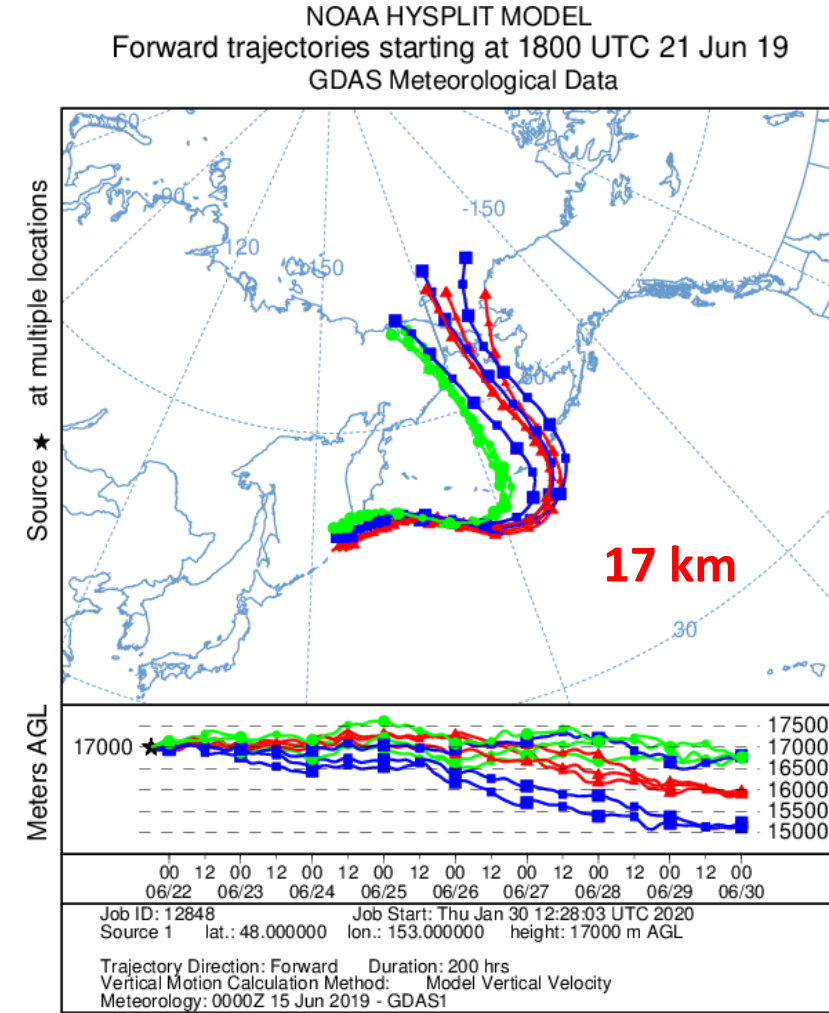 NOAA HYSPLIT MODEL
Forward trajectories starting at 1800 UTC 21 Jun 19
GDAS Meteorological Data
Source ★ at multiple locations
60
90
120
150
-150
-120
60
30
17 km
Meters AGL
17000
17500
17000
16500
16000
15500
15000
00 12 00 12 00 12 00 12 00 12 00 12 00 12 00 12 00
06/22 06/23 06/24 06/25 06/26 06/27 06/28 06/29 06/30
Job ID: 12848 Job Start: Thu Jan 30 12:28:03 UTC 2020
Source 1 lat.: 48.000000 lon.: 153.000000 height: 17000 m AGL
Trajectory Direction: Forward Duration: 200 hrs
Vertical Motion Calculation Method: Model Vertical Velocity
Meteorology: 0000Z 15 Jun 2019 - GDAS1